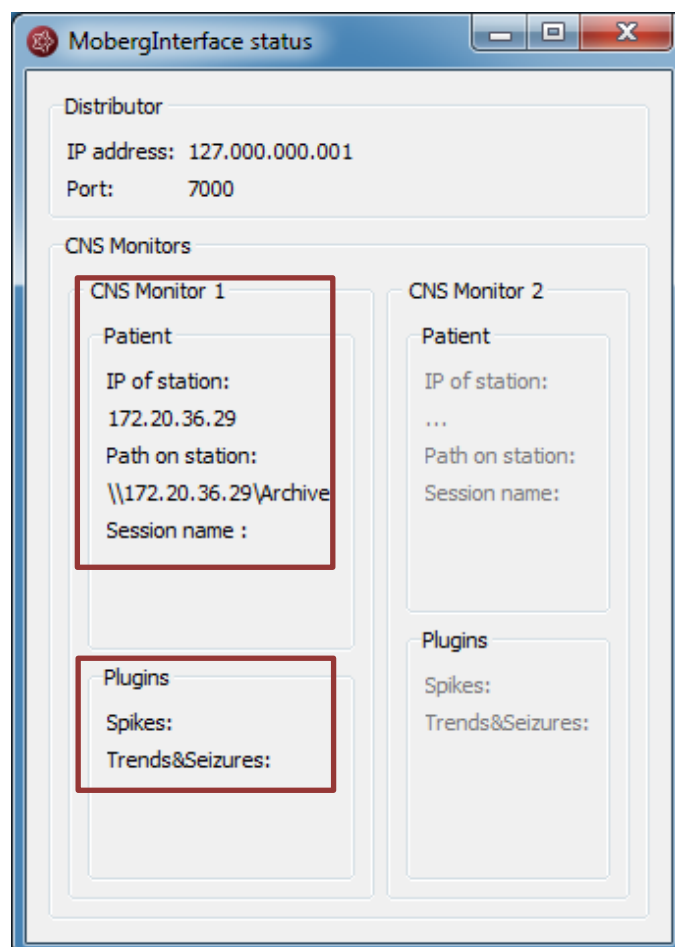 MobergInterface status
Distributor
IP address: 127.000.000.001
Port: 7000
CNS Monitors
CNS Monitor 1
Patient
IP of station:
172.20.36.29
Path on station:
\\172.20.36.29\Archive
Session name :
Plugins
Spikes:
Trends&Seizures:
CNS Monitor 2
Patient
IP of station:
...
Path on station:
Session name:
Plugins
Spikes:
Trends&Seizures: